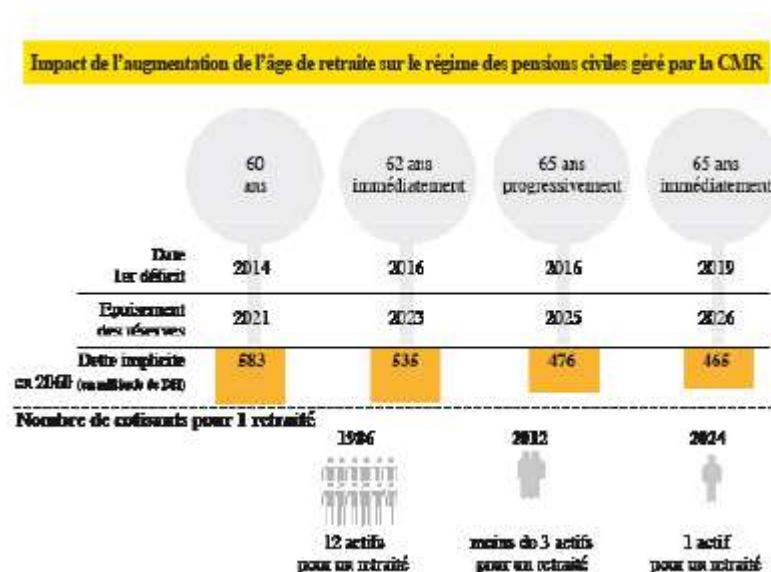 Impact de l'augmentation de l'âge de retraite sur le régime des pensions civiles géré par la CMR
60 ans
62 ans immédiatement
65 ans progressivement
65 ans immédiatement
Date 1er déficit
2014 2016 2016 2019
Epuisement des réserves
2021 2023 2025 2026
Dette implicite en 2060 (en milliards de DH)
583 535 476 465
Nombre de cotisants pour 1 retraité
1986 2012 2024
12 actifs pour un retraité
moins de 3 actifs pour un retraité
1 actif pour un retraité